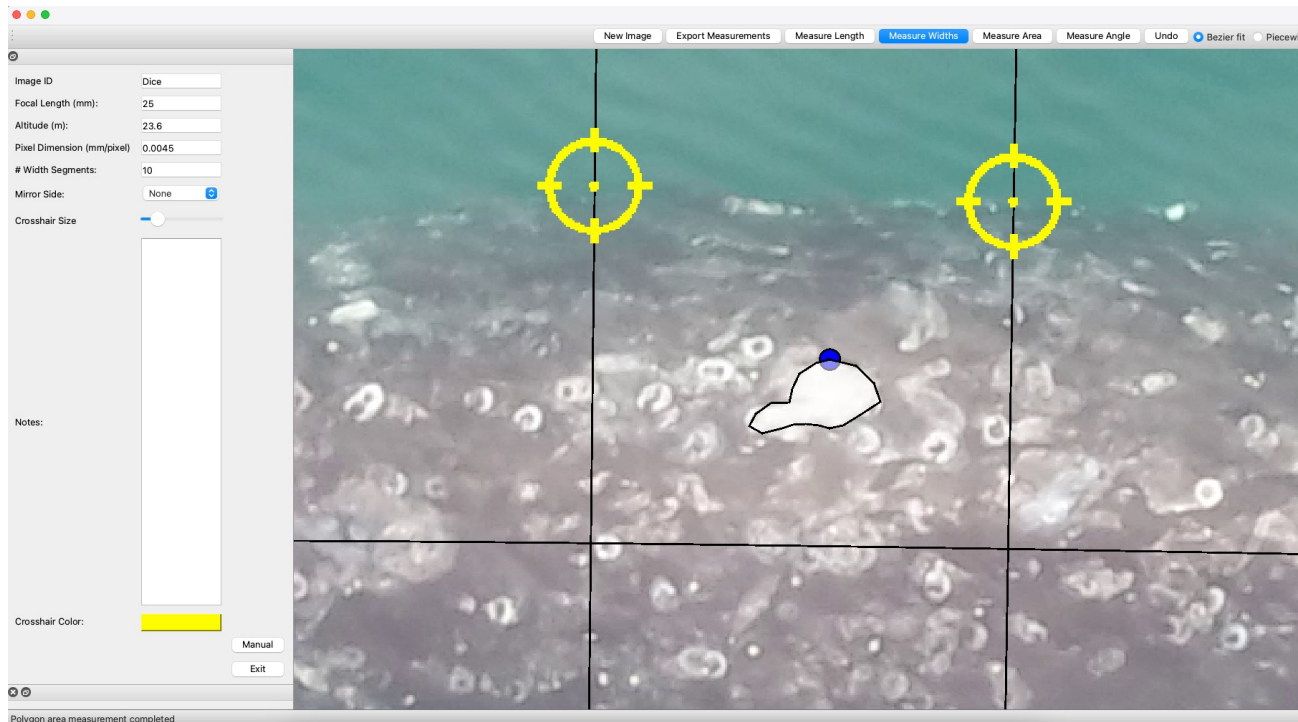 New Image Export Measurements Measure Length Measure Widths Measure Area Measure Angle Undo Bezier fit
Image ID Dice
Focal Length (mm): 25
Altitude (m): 23.6
Pixel Dimension (mm/pixel) 0.0045
# Width Segments: 10
Mirror Side: None
Crosshair Size
Notes:
Crosshair Color:
Manual
Exit
Polygon area measurement completed